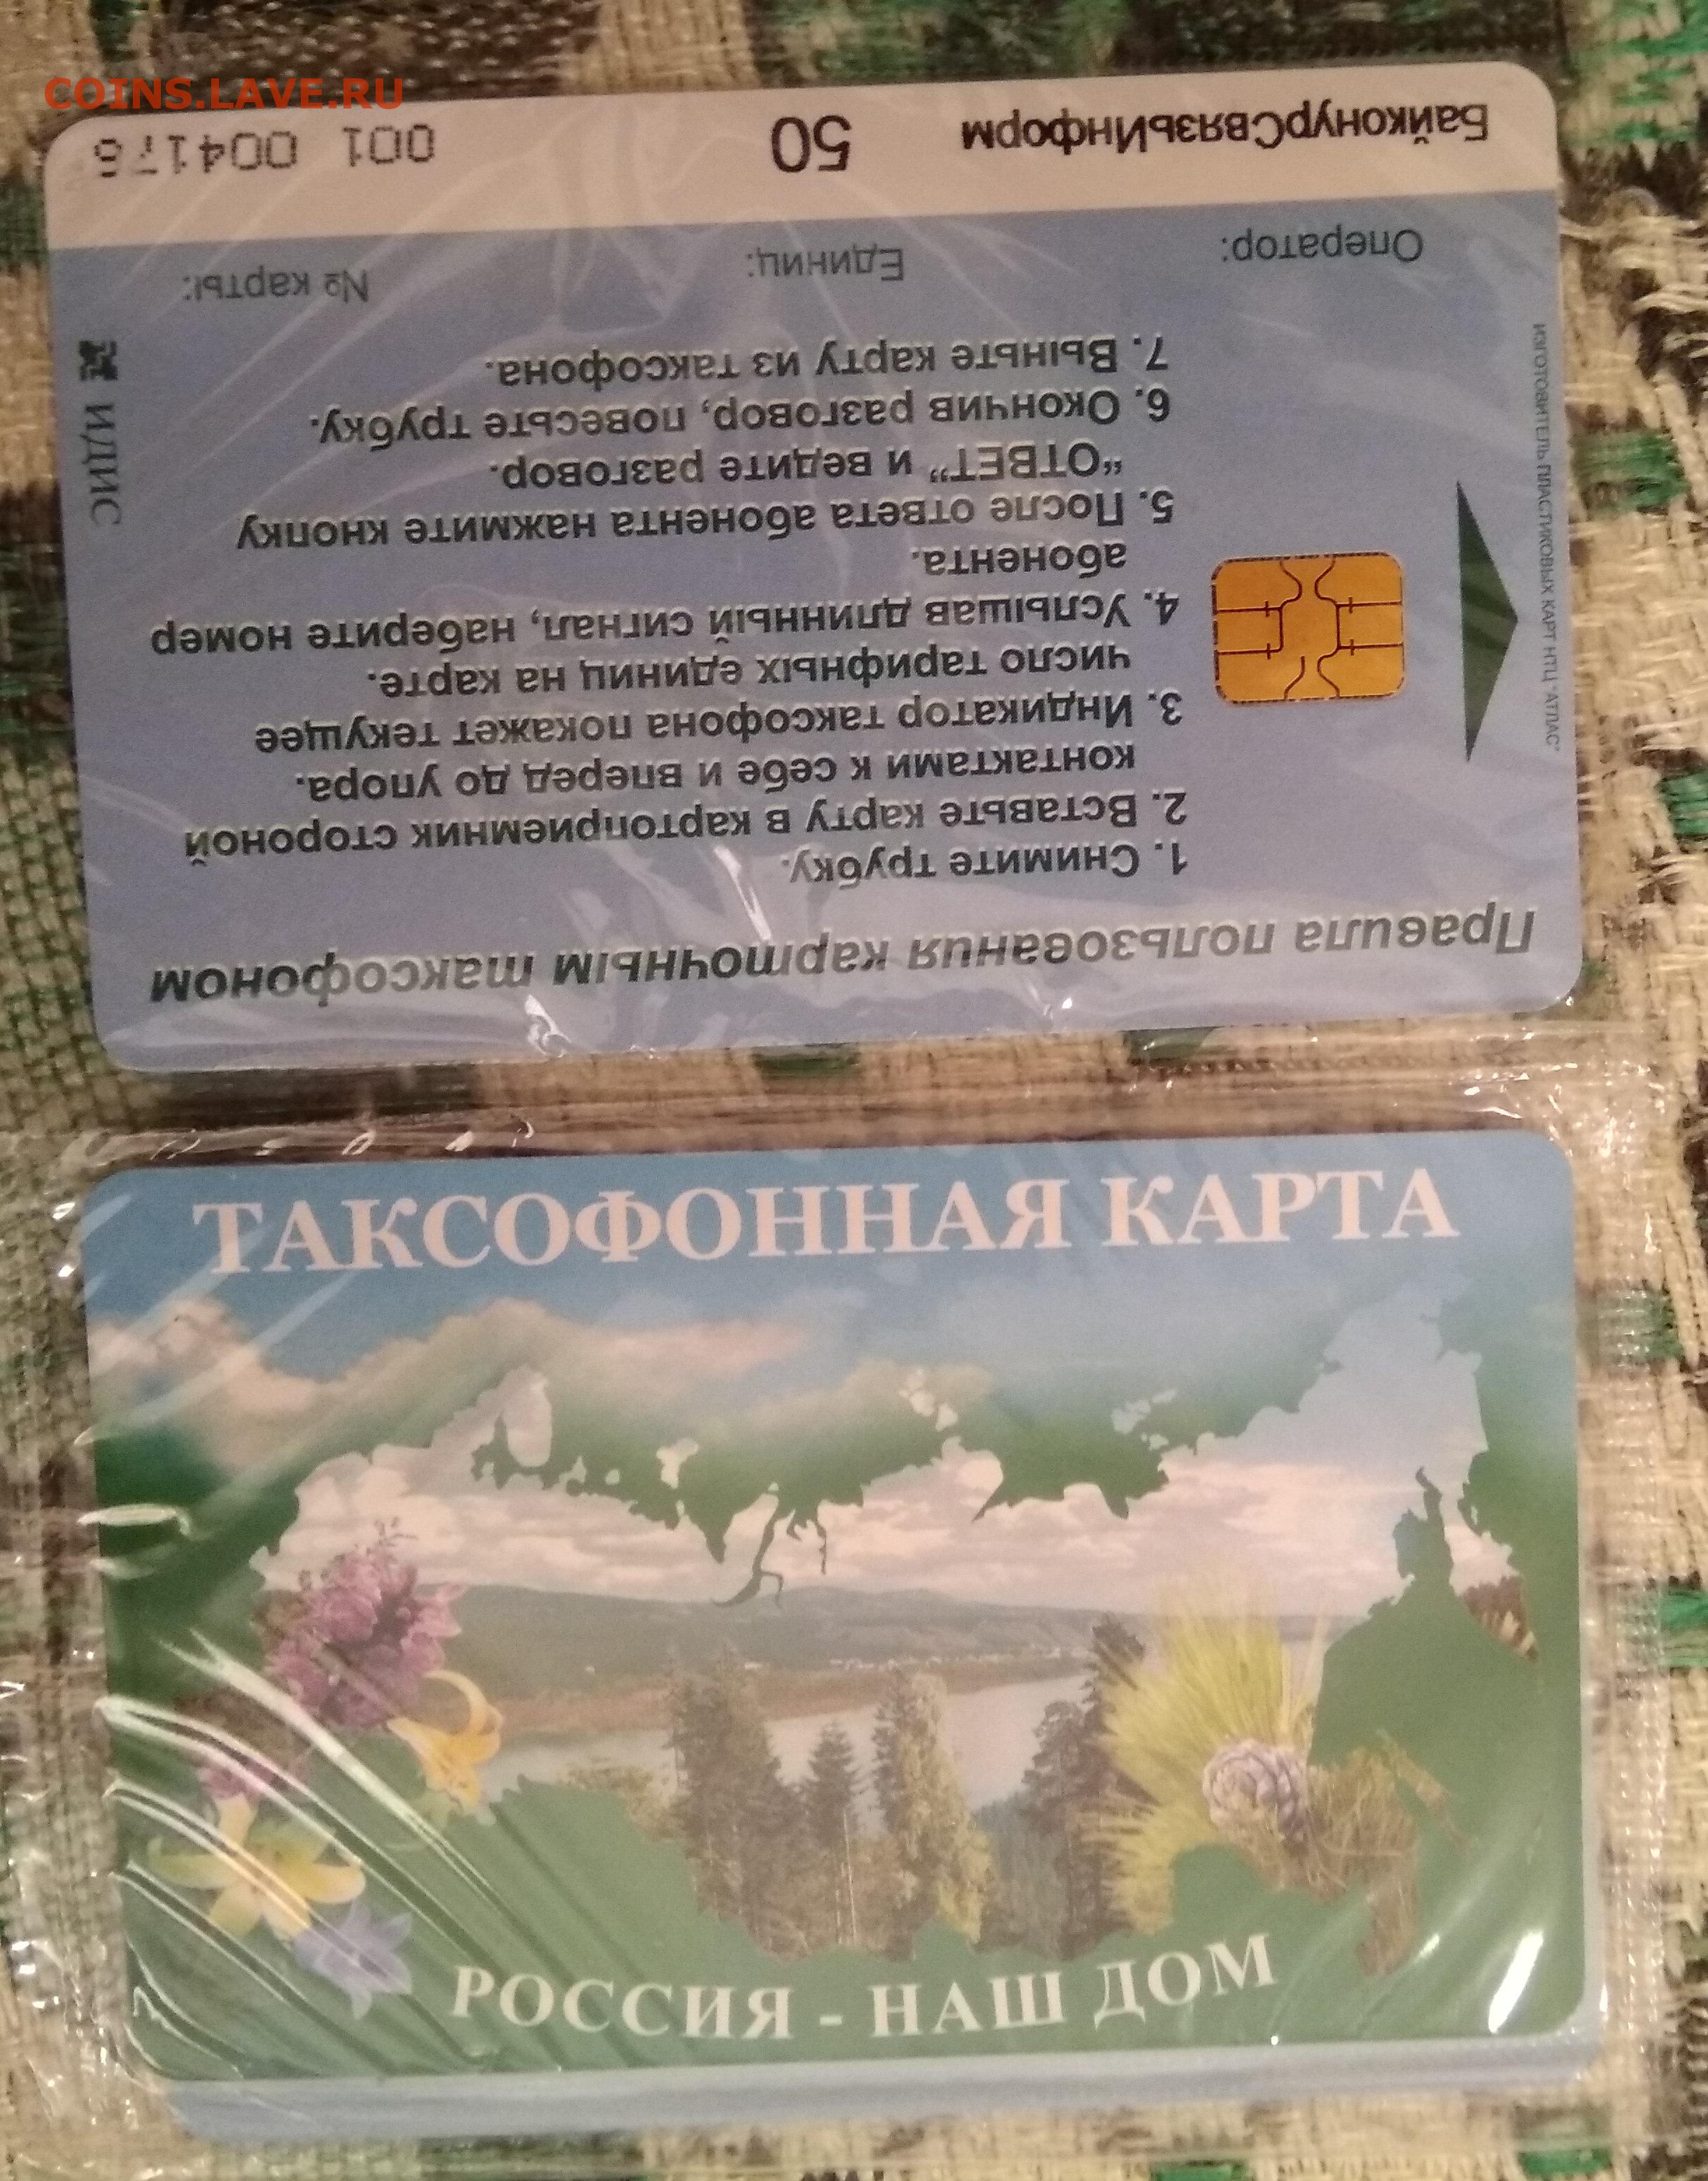 COINS.LAVE.RU
Правила пользования карточным таксофоном
1. Снимите трубку.
2. Вставьте карту в картоприемник стороной
контактами к себе и вперед до упора.
3. Индикатор таксофона покажет текущее
число тарифных единиц на карте.
4. Услышав длинный сигнал, наберите номер
абонента.
5. После ответа абонента нажмите кнопку
“ОТВЕТ” и ведите разговор.
6. Окончив разговор, повесьте трубку.
7. Выньте карту из таксофона.
Оператор: Единиц: № карты:
БайконурСвязьИнформ 50 001 004176
ИЗГОТОВИТЕЛЬ ПЛАСТИКОВЫХ КАРТ НТЦ "АТЛАС"
ИДИС
ТАКСОФОННАЯ КАРТА
РОССИЯ - НАШ ДОМ